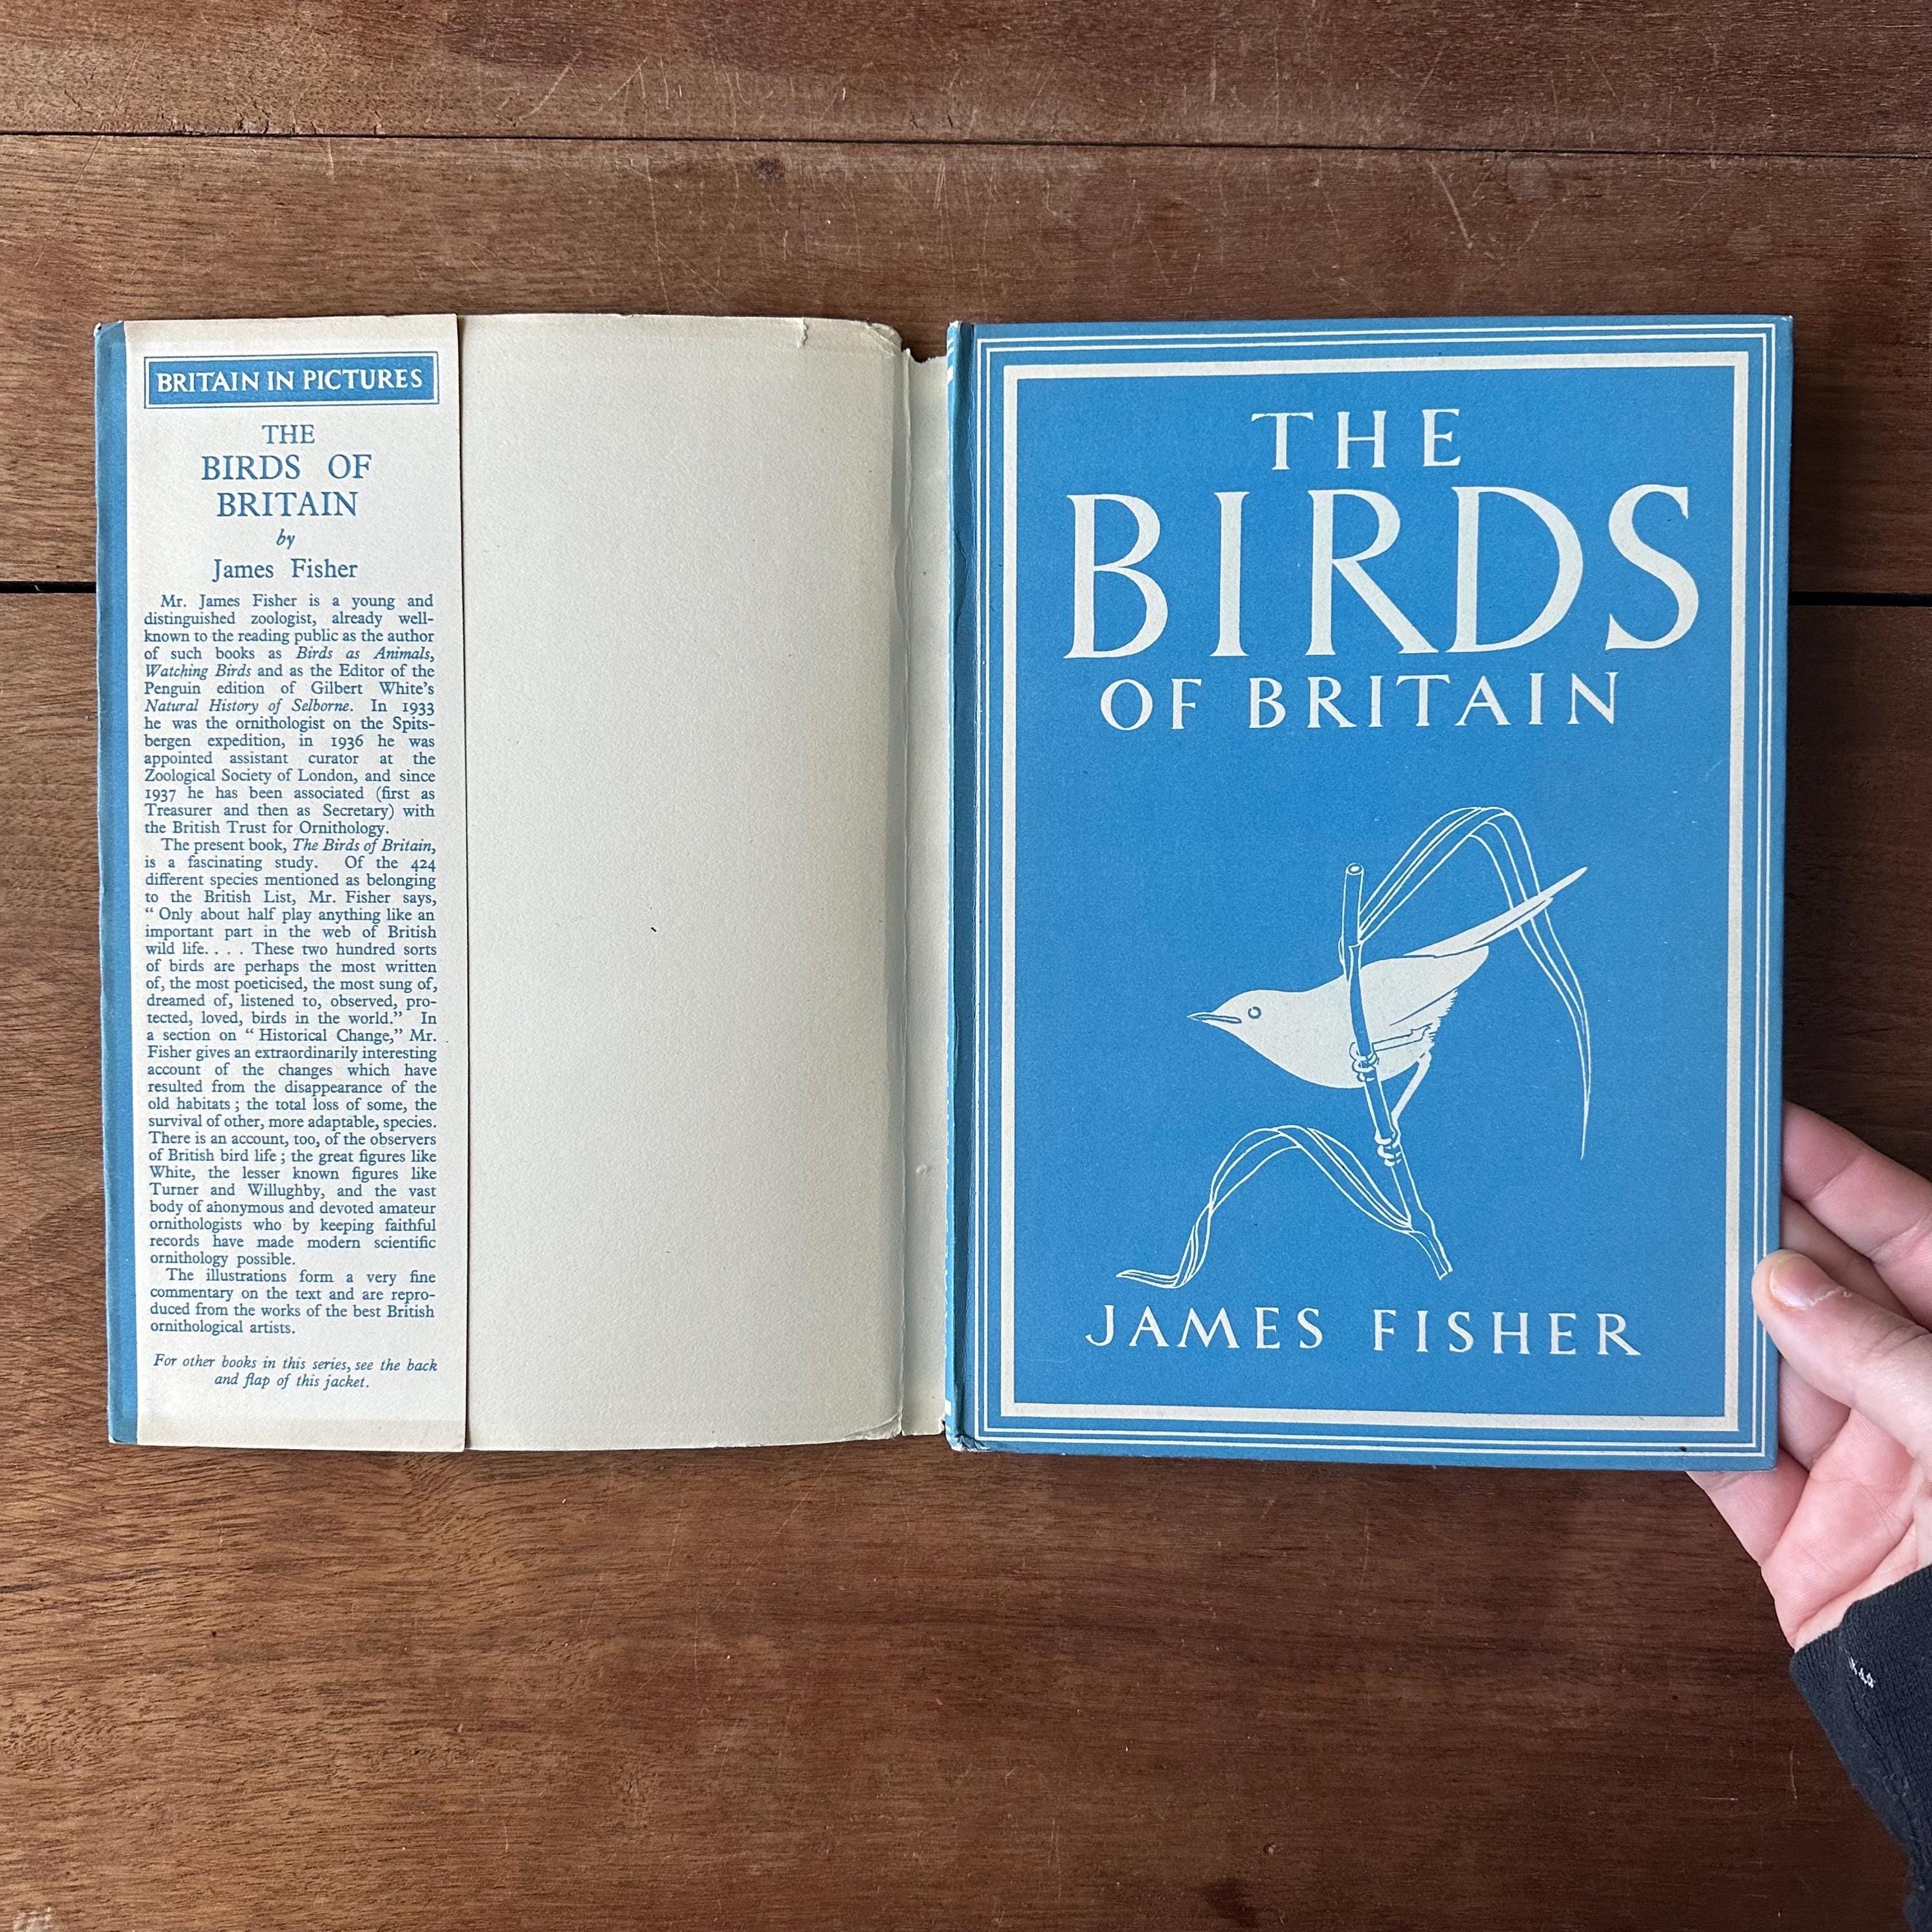 BRITAIN IN PICTURES
THE
BIRDS OF
BRITAIN
by
James Fisher
Mr. James Fisher is a young and
distinguished zoologist, already well-
known to the reading public as the author
of such books as Birds as Animals,
Watching Birds and as the Editor of the
Penguin edition of Gilbert White's
Natural History of Selborne. In 1933
he was the ornithologist on the Spits-
bergen expedition, in 1936 he was
appointed assistant curator at the
Zoological Society of London, and since
1937 he has been associated (first as
Treasurer and then as Secretary) with
the British Trust for Ornithology.
The present book, The Birds of Britain,
is a fascinating study. Of the 424
different species mentioned as belonging
to the British List, Mr. Fisher says,
“ Only about half play anything like an
important part in the web of British
wild life. . . . These two hundred sorts
of birds are perhaps the most written
of, the most poeticised, the most sung of,
dreamed of, listened to, observed, pro-
tected, loved, birds in the world.” In
a section on “ Historical Change,” Mr.
Fisher gives an extraordinarily interesting
account of the changes which have
resulted from the disappearance of the
old habitats ; the total loss of some, the
survival of other, more adaptable, species.
There is an account, too, of the observers
of British bird life ; the great figures like
White, the lesser known figures like
Turner and Willughby, and the vast
body of anonymous and devoted amateur
ornithologists who by keeping faithful
records have made modern scientific
ornithology possible.
The illustrations form a very fine
commentary on the text and are repro-
duced from the works of the best British
ornithological artists.
For other books in this series, see the back
and flap of this jacket.
THE
BIRDS
OF BRITAIN
JAMES FISHER